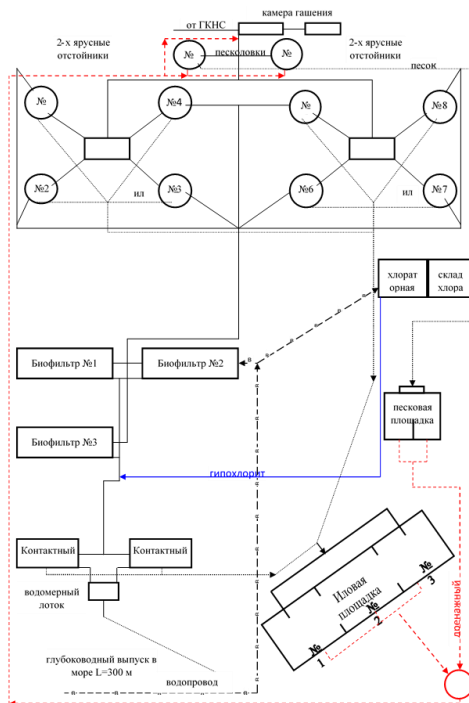 камера гашения
от ГКНС
2-х ярусные
отстойники
№
песколовки
№
2-х ярусные
отстойники
песок
№
№4
№
№8
№2
ил
№3
№6
ил
№7
хлорат
орная
склад
хлора
Биофильтр №1
Биофильтр №2
песковая
площадка
Биофильтр №3
гипохлорит
Контактный
Контактный
водомерный
лоток
Иловая
площадка
№
1
№
2
№
3
дренажный
глубоководный выпуск в
море L=300 м
водопровод